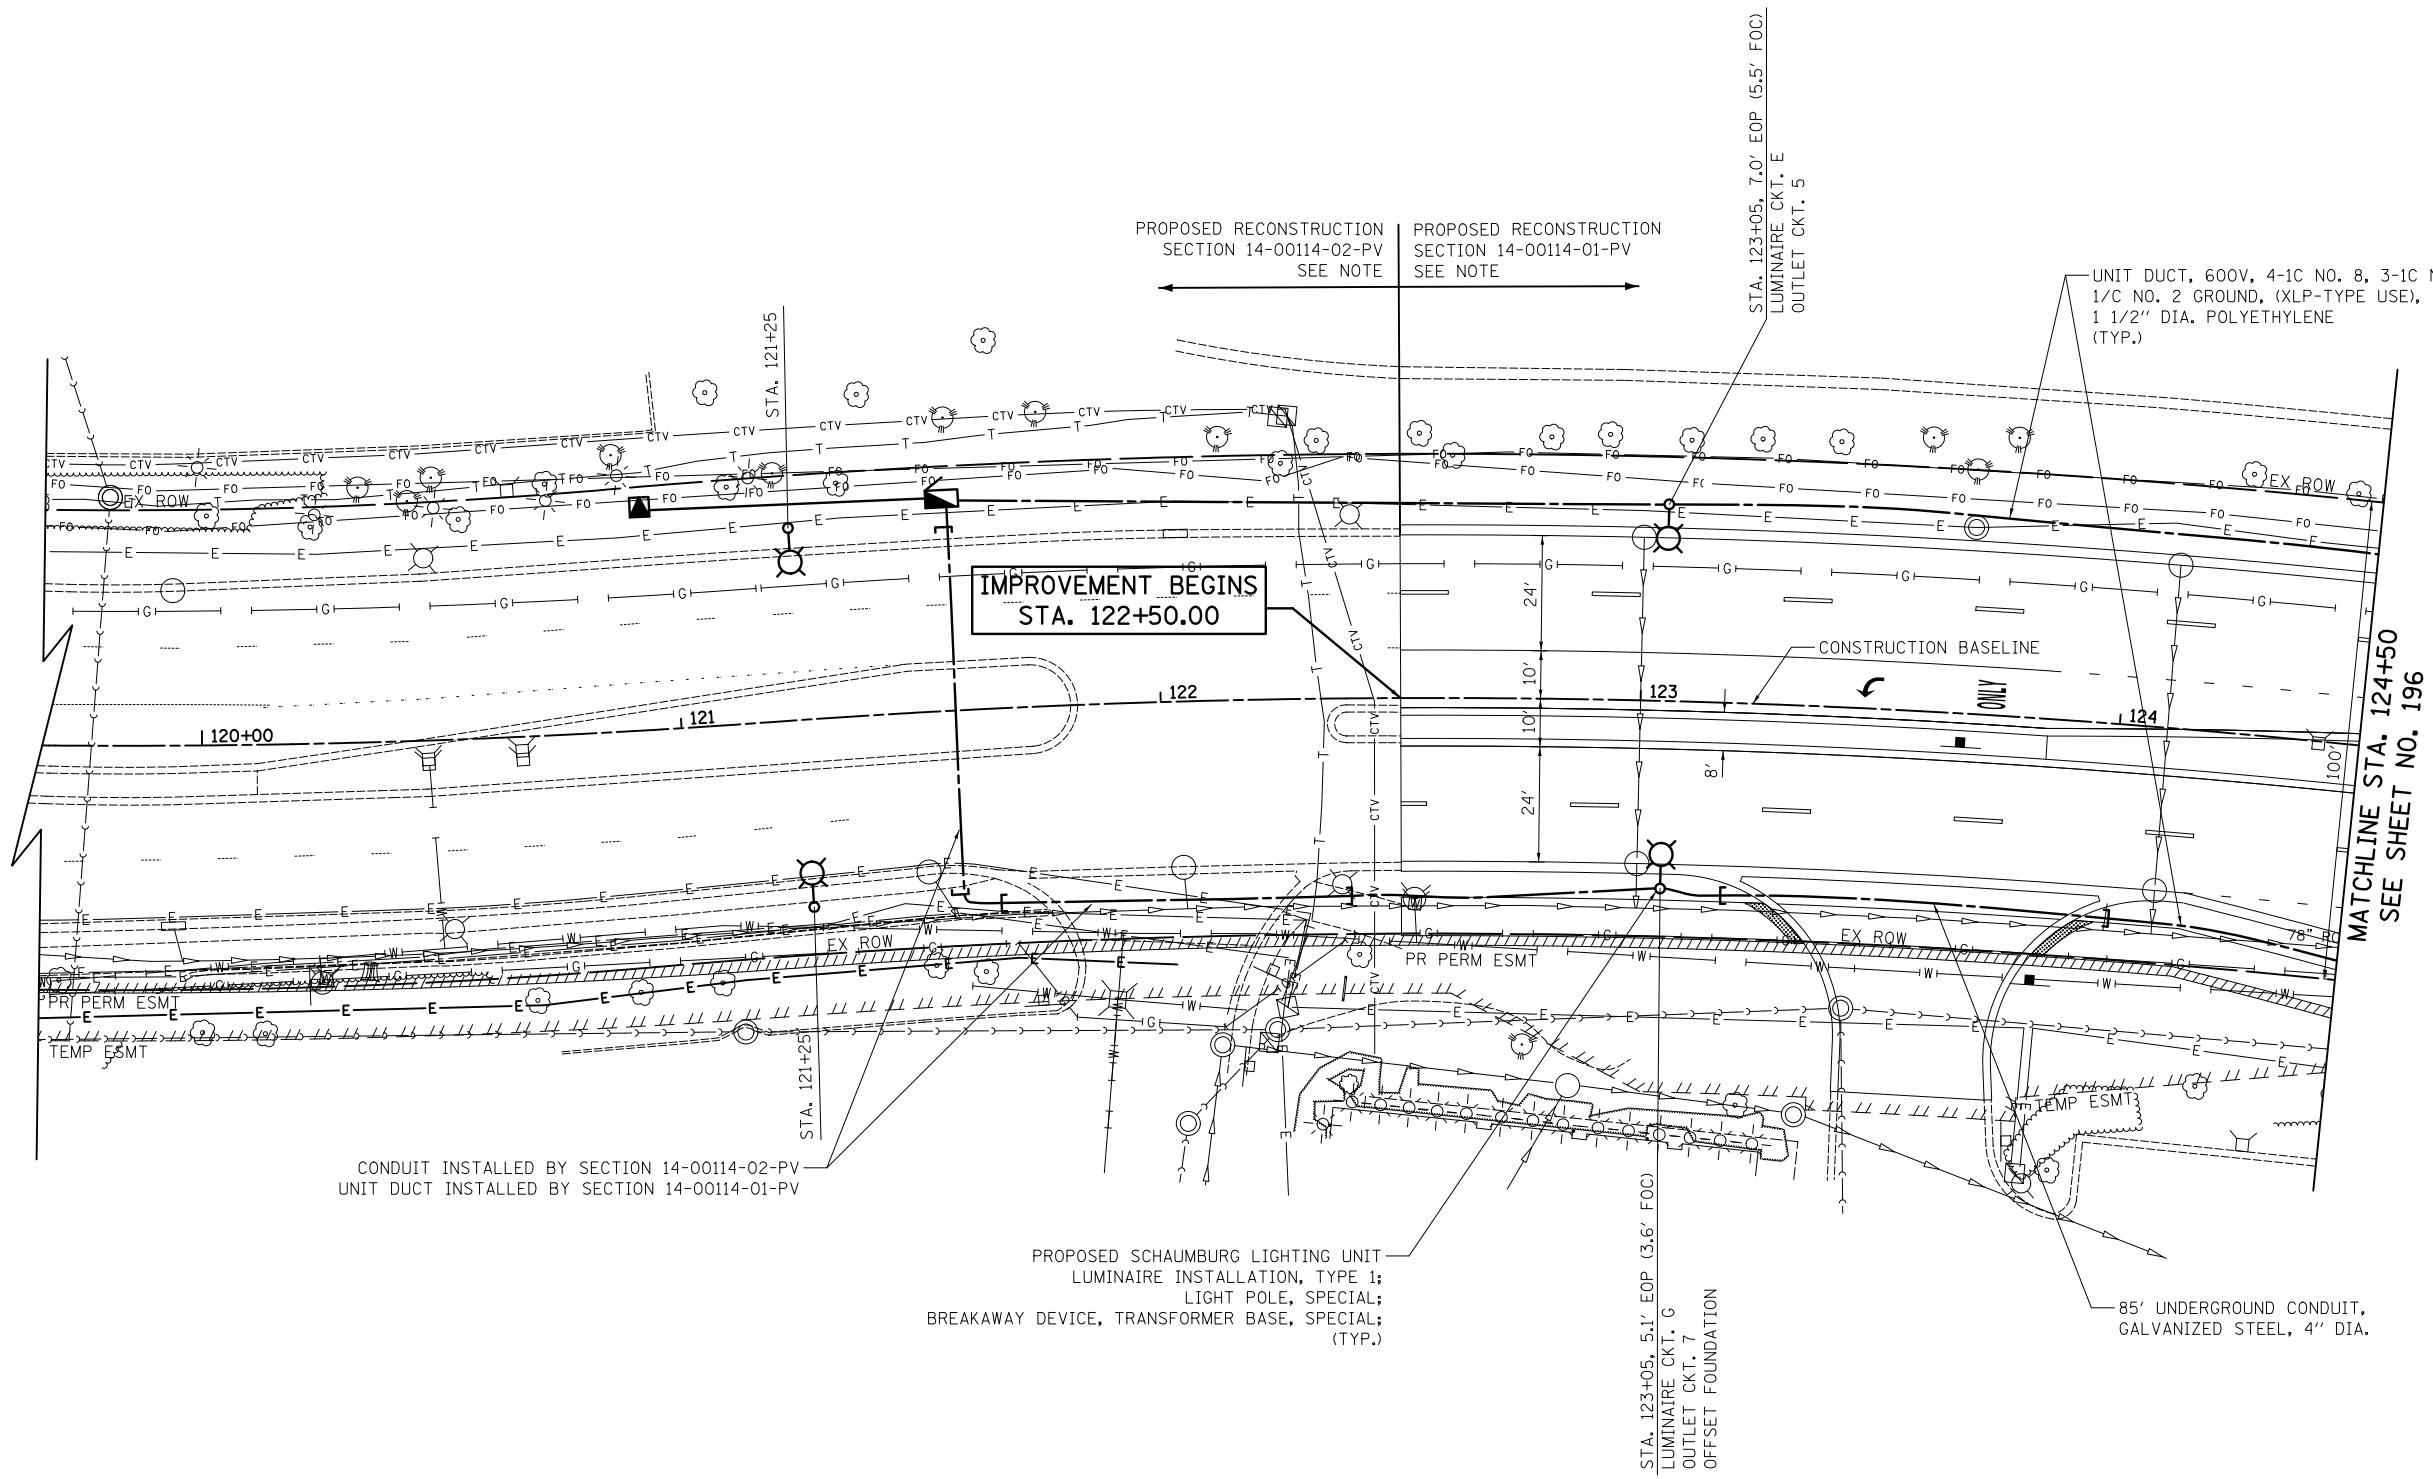 STA. 123+05, 7.0' EOP (5.5' FOC)
LUMINAIRE CKT. E
OUTLET CKT. 5
PROPOSED RECONSTRUCTION
SECTION 14-00114-02-PV
SEE NOTE
PROPOSED RECONSTRUCTION
SECTION 14-00114-01-PV
SEE NOTE
UNIT DUCT, 600V, 4-1C NO. 8, 3-1C
1/C NO. 2 GROUND, (XLP-TYPE USE),
1 1/2" DIA. POLYETHYLENE
(TYP.)
STA. 121+25
EX ROW
EX ROW
IMPROVEMENT BEGINS
STA. 122+50.00
24'
10'
10'
24'
8'
CONSTRUCTION BASELINE
ONLY
120+00
121
122
123
124
100'
MATCHLINE STA. 124+50
SEE SHEET NO. 196
EX ROW
EX ROW
78"
PR PERM ESMT
PR PERM ESMT
TEMP ESMT
TEMP ESMT
STA. 121+25
CONDUIT INSTALLED BY SECTION 14-00114-02-PV
UNIT DUCT INSTALLED BY SECTION 14-00114-01-PV
PROPOSED SCHAUMBURG LIGHTING UNIT
LUMINAIRE INSTALLATION, TYPE 1;
LIGHT POLE, SPECIAL;
BREAKAWAY DEVICE, TRANSFORMER BASE, SPECIAL;
(TYP.)
STA. 123+05, 5.1' EOP (3.6' FOC)
LUMINAIRE CKT. G
OUTLET CKT. 7
OFFSET FOUNDATION
85' UNDERGROUND CONDUIT,
GALVANIZED STEEL, 4" DIA.